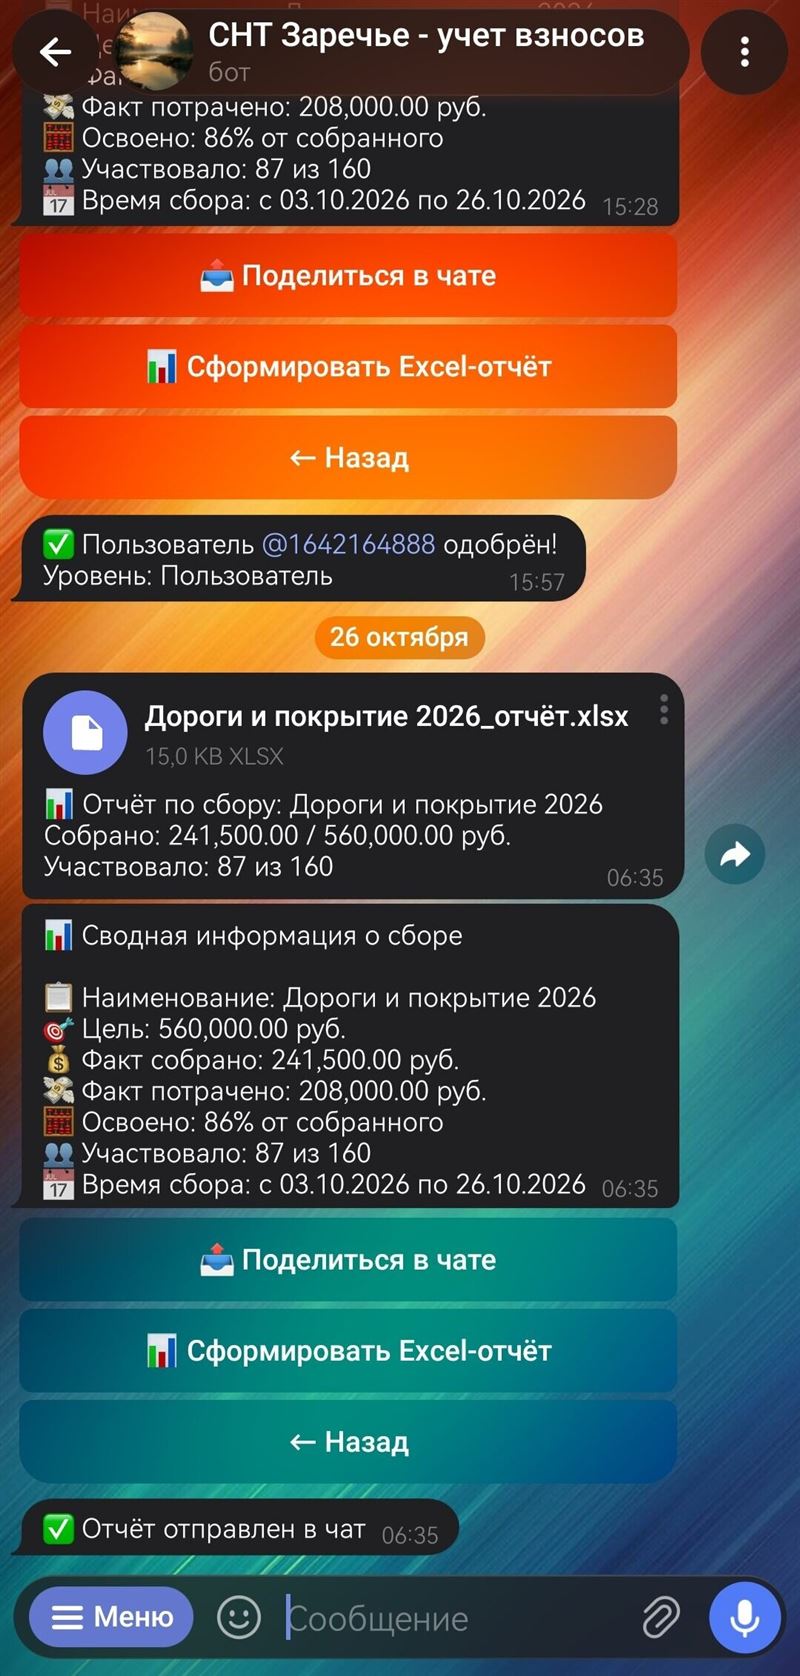 СНТ Заречье - учет взносов
бот
Факт потрачено: 208,000.00 руб.
Освоено: 86% от собранного
Участвовало: 87 из 160
Время сбора: с 03.10.2026 по 26.10.2026 15:28
Поделиться в чате
Сформировать Excel-отчёт
← Назад
Пользователь @1642164888 одобрён!
Уровень: Пользователь 15:57
26 октября
Дороги и покрытие 2026_отчёт.xlsx
15,0 KB XLSX
Отчёт по сбору: Дороги и покрытие 2026
Собрано: 241,500.00 / 560,000.00 руб.
Участвовало: 87 из 160
06:35
Сводная информация о сборе
Наименование: Дороги и покрытие 2026
Цель: 560,000.00 руб.
Факт собрано: 241,500.00 руб.
Факт потрачено: 208,000.00 руб.
Освоено: 86% от собранного
Участвовало: 87 из 160
Время сбора: с 03.10.2026 по 26.10.2026 06:35
Поделиться в чате
Сформировать Excel-отчёт
← Назад
Отчёт отправлен в чат 06:35
Меню
Сообщение